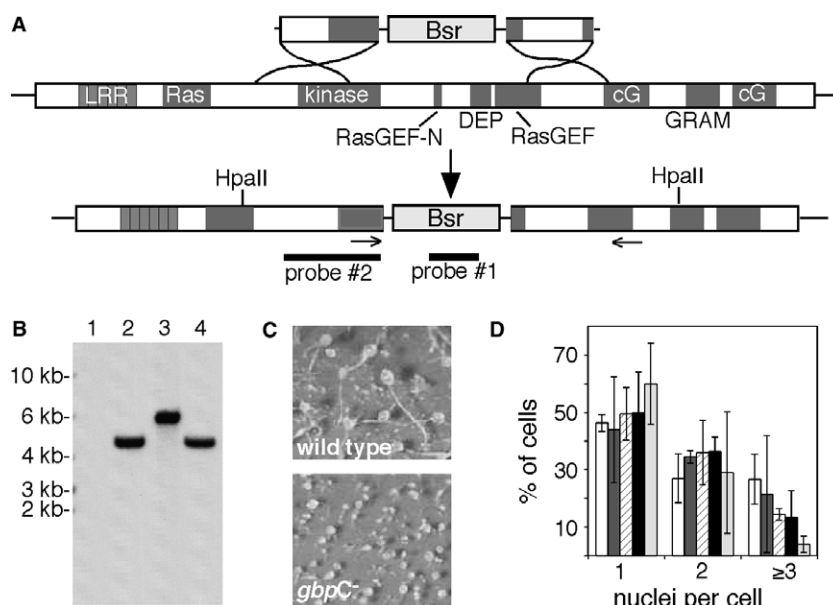 A
Bsr
LRR Ras kinase cG cG
RasGEF-N DEP RasGEF GRAM
HpaII HpaII
Bsr
probe #2 probe #1
B 1 2 3 4
10 kb-
6 kb-
4 kb-
3 kb-
2 kb-
C
wild type
gbpC-
D
% of cells
70
50
30
10
1 2 ≥3
nuclei per cell